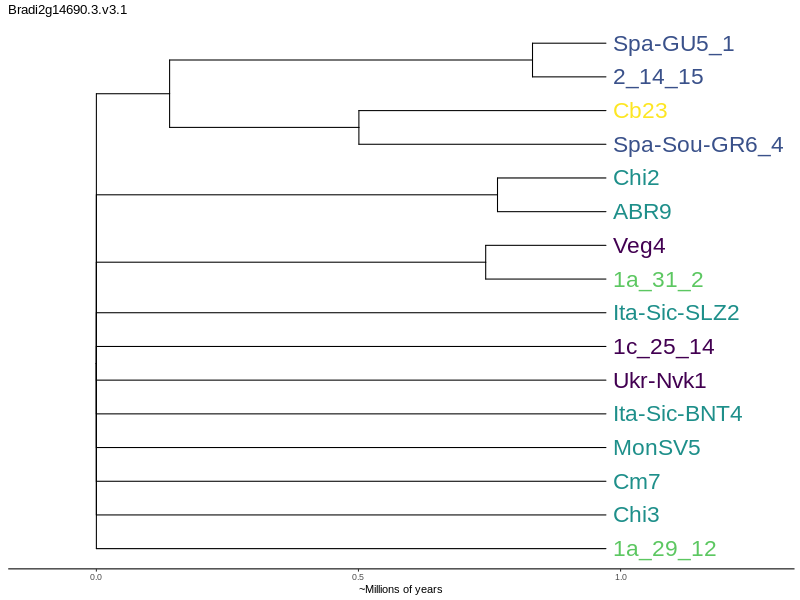 Bradi2g14690.3.v3.1
Spa-GU5_1
2_14_15
Cb23
Spa-Sou-GR6_4
Chi2
ABR9
Veg4
1a_31_2
Ita-Sic-SLZ2
1c_25_14
Ukr-Nvk1
Ita-Sic-BNT4
MonSV5
Cm7
Chi3
1a_29_12
0.0 0.5 1.0
~Millions of years